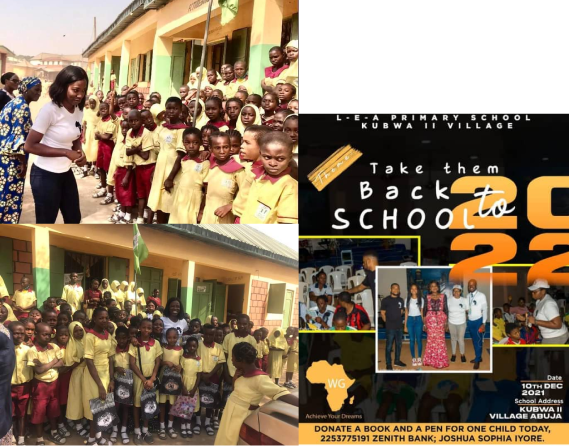 L-E-A PRIMARY SCHOOL
KUBWA II VILLAGE
Theme
Take them
Back to
SCHOOL
2022
WG
Achieve Your Dreams
Date
10TH DEC
2021
School Address
KUBWA II
VILLAGE ABUJA
DONATE A BOOK AND A PEN FOR ONE CHILD TODAY,
2253775191 ZENITH BANK; JOSHUA SOPHIA IYORE.